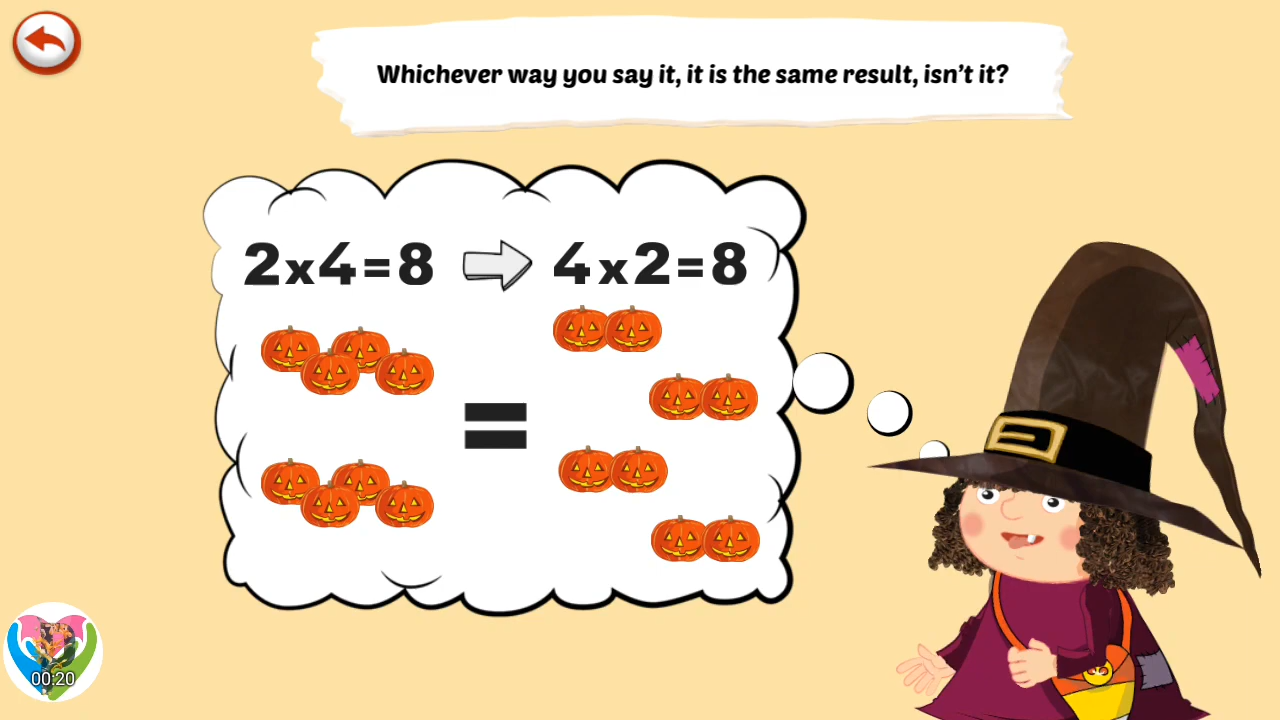 Whichever way you say it, it is the same result, isn't it?
2x4=8
4x2=8
=
00:20